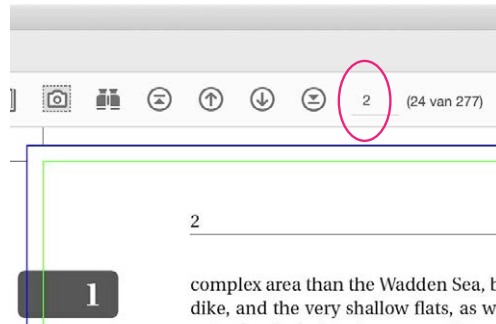 2 (24 van 277)
2
1
complex area than the Wadden Sea, b
dike, and the very shallow flats, as w